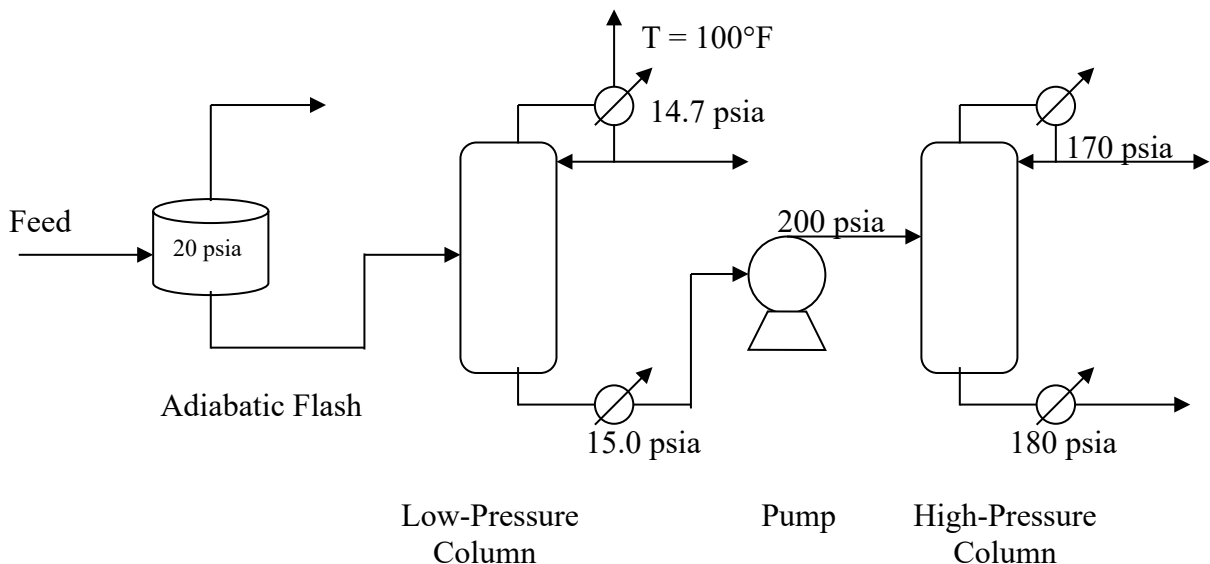 T = 100°F
14.7 psia
170 psia
Feed
20 psia
200 psia
Adiabatic Flash
15.0 psia
180 psia
Low-Pressure
Column
Pump
High-Pressure
Column